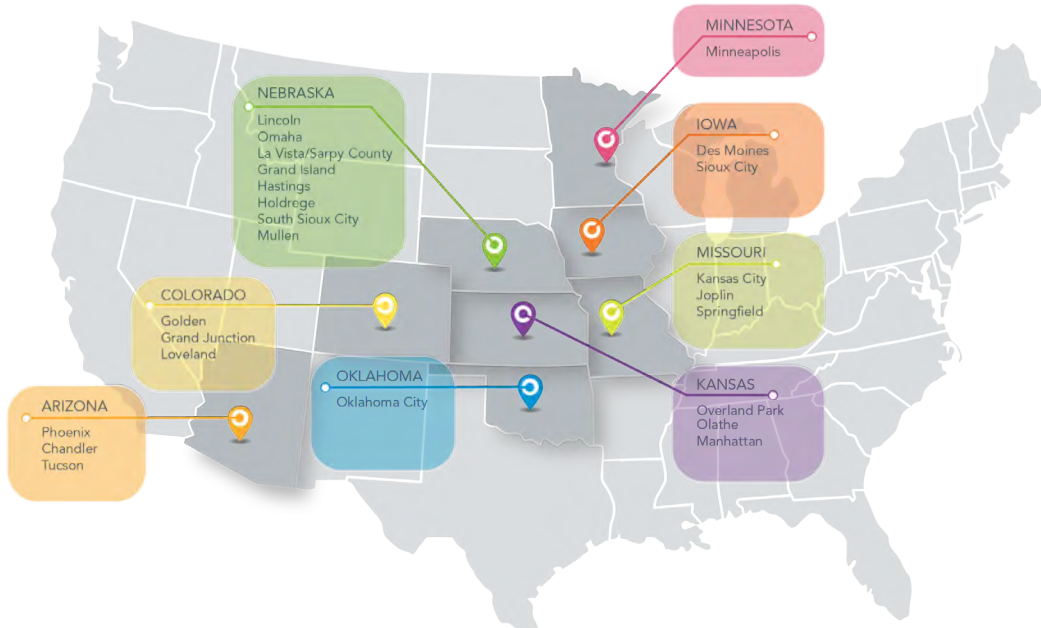 MINNESOTA
Minneapolis
NEBRASKA
Lincoln
Omaha
La Vista/Sarpy County
Grand Island
Hastings
Holdrege
South Sioux City
Mullen
IOWA
Des Moines
Sioux City
MISSOURI
Kansas City
Joplin
Springfield
COLORADO
Golden
Grand Junction
Loveland
OKLAHOMA
Oklahoma City
KANSAS
Overland Park
Olathe
Manhattan
ARIZONA
Phoenix
Chandler
Tucson